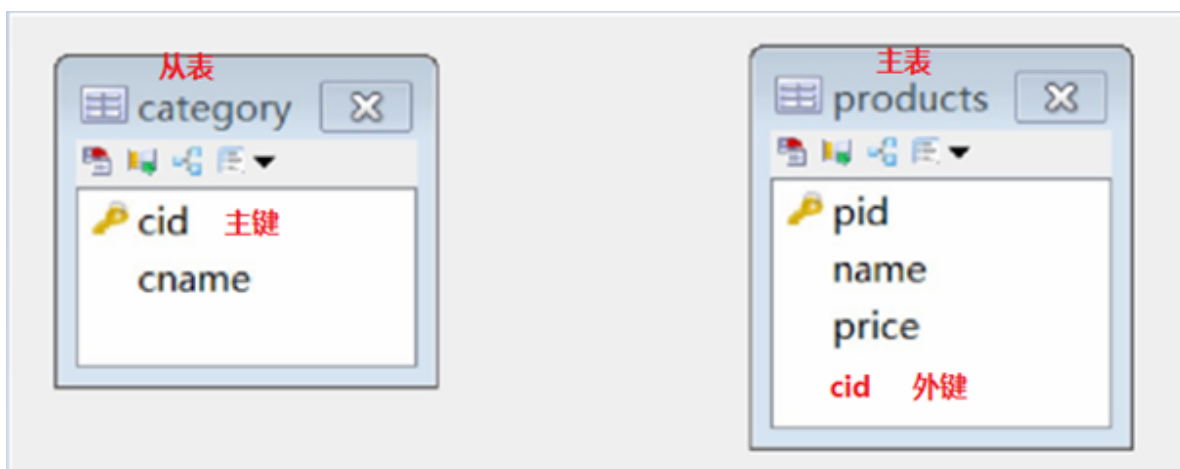 从表
category
cid 主键
cname
主表
products
pid
name
price
cid 外键